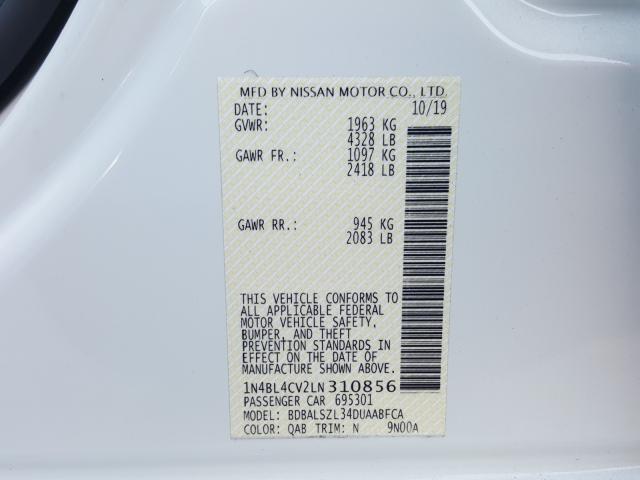 MFD BY NISSAN MOTOR CO., LTD.
DATE: 10/19
GVWR: 1963 KG
4328 LB
GAWR FR.: 1097 KG
2418 LB
GAWR RR.: 945 KG
2083 LB
THIS VEHICLE CONFORMS TO
ALL APPLICABLE FEDERAL
MOTOR VEHICLE SAFETY,
BUMPER, AND THEFT
PREVENTION STANDARDS IN
EFFECT ON THE DATE OF
MANUFACTURE SHOWN ABOVE.
1N4BL4CV2LN310856
PASSENGER CAR 695301
MODEL: BDBALSZL34DUAABFCA
COLOR: QAB TRIM: N 9N00A